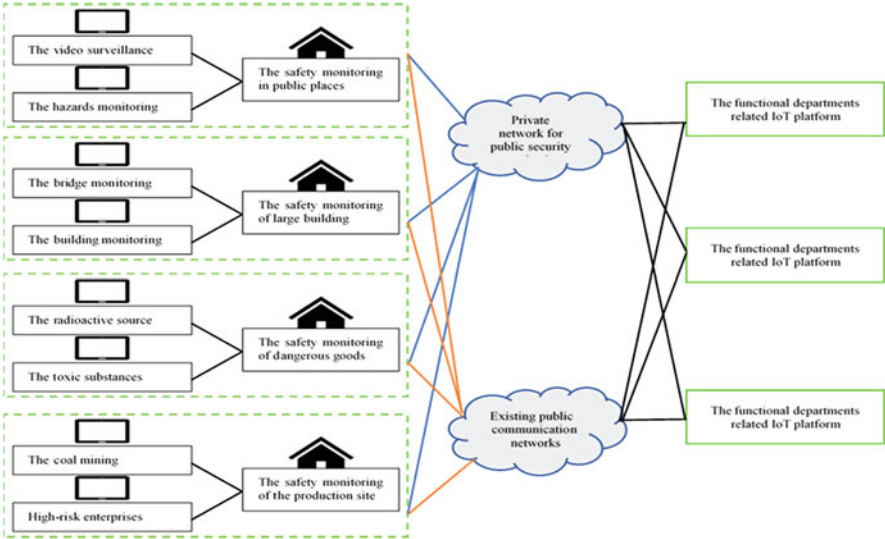 The video surveillance
The hazards monitoring
The safety monitoring
in public places
The bridge monitoring
The building monitoring
The safety monitoring
of large building
The radioactive source
The toxic substances
The safety monitoring
of dangerous goods
The coal mining
High-risk enterprises
The safety monitoring
of the production site
Private
network for
public security
Existing public
communication
networks
The functional departments
related IoT platform
The functional departments
related IoT platform
The functional departments
related IoT platform